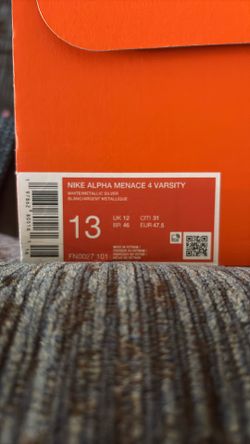 NIKE ALPHA MENACE 4 VARSITY
WHITE/METALLIC SILVER
BLANC/ARGENT METALLIQUE
13
UK 12
CITI 31
BR 46
EUR 47,5
FN0027 101